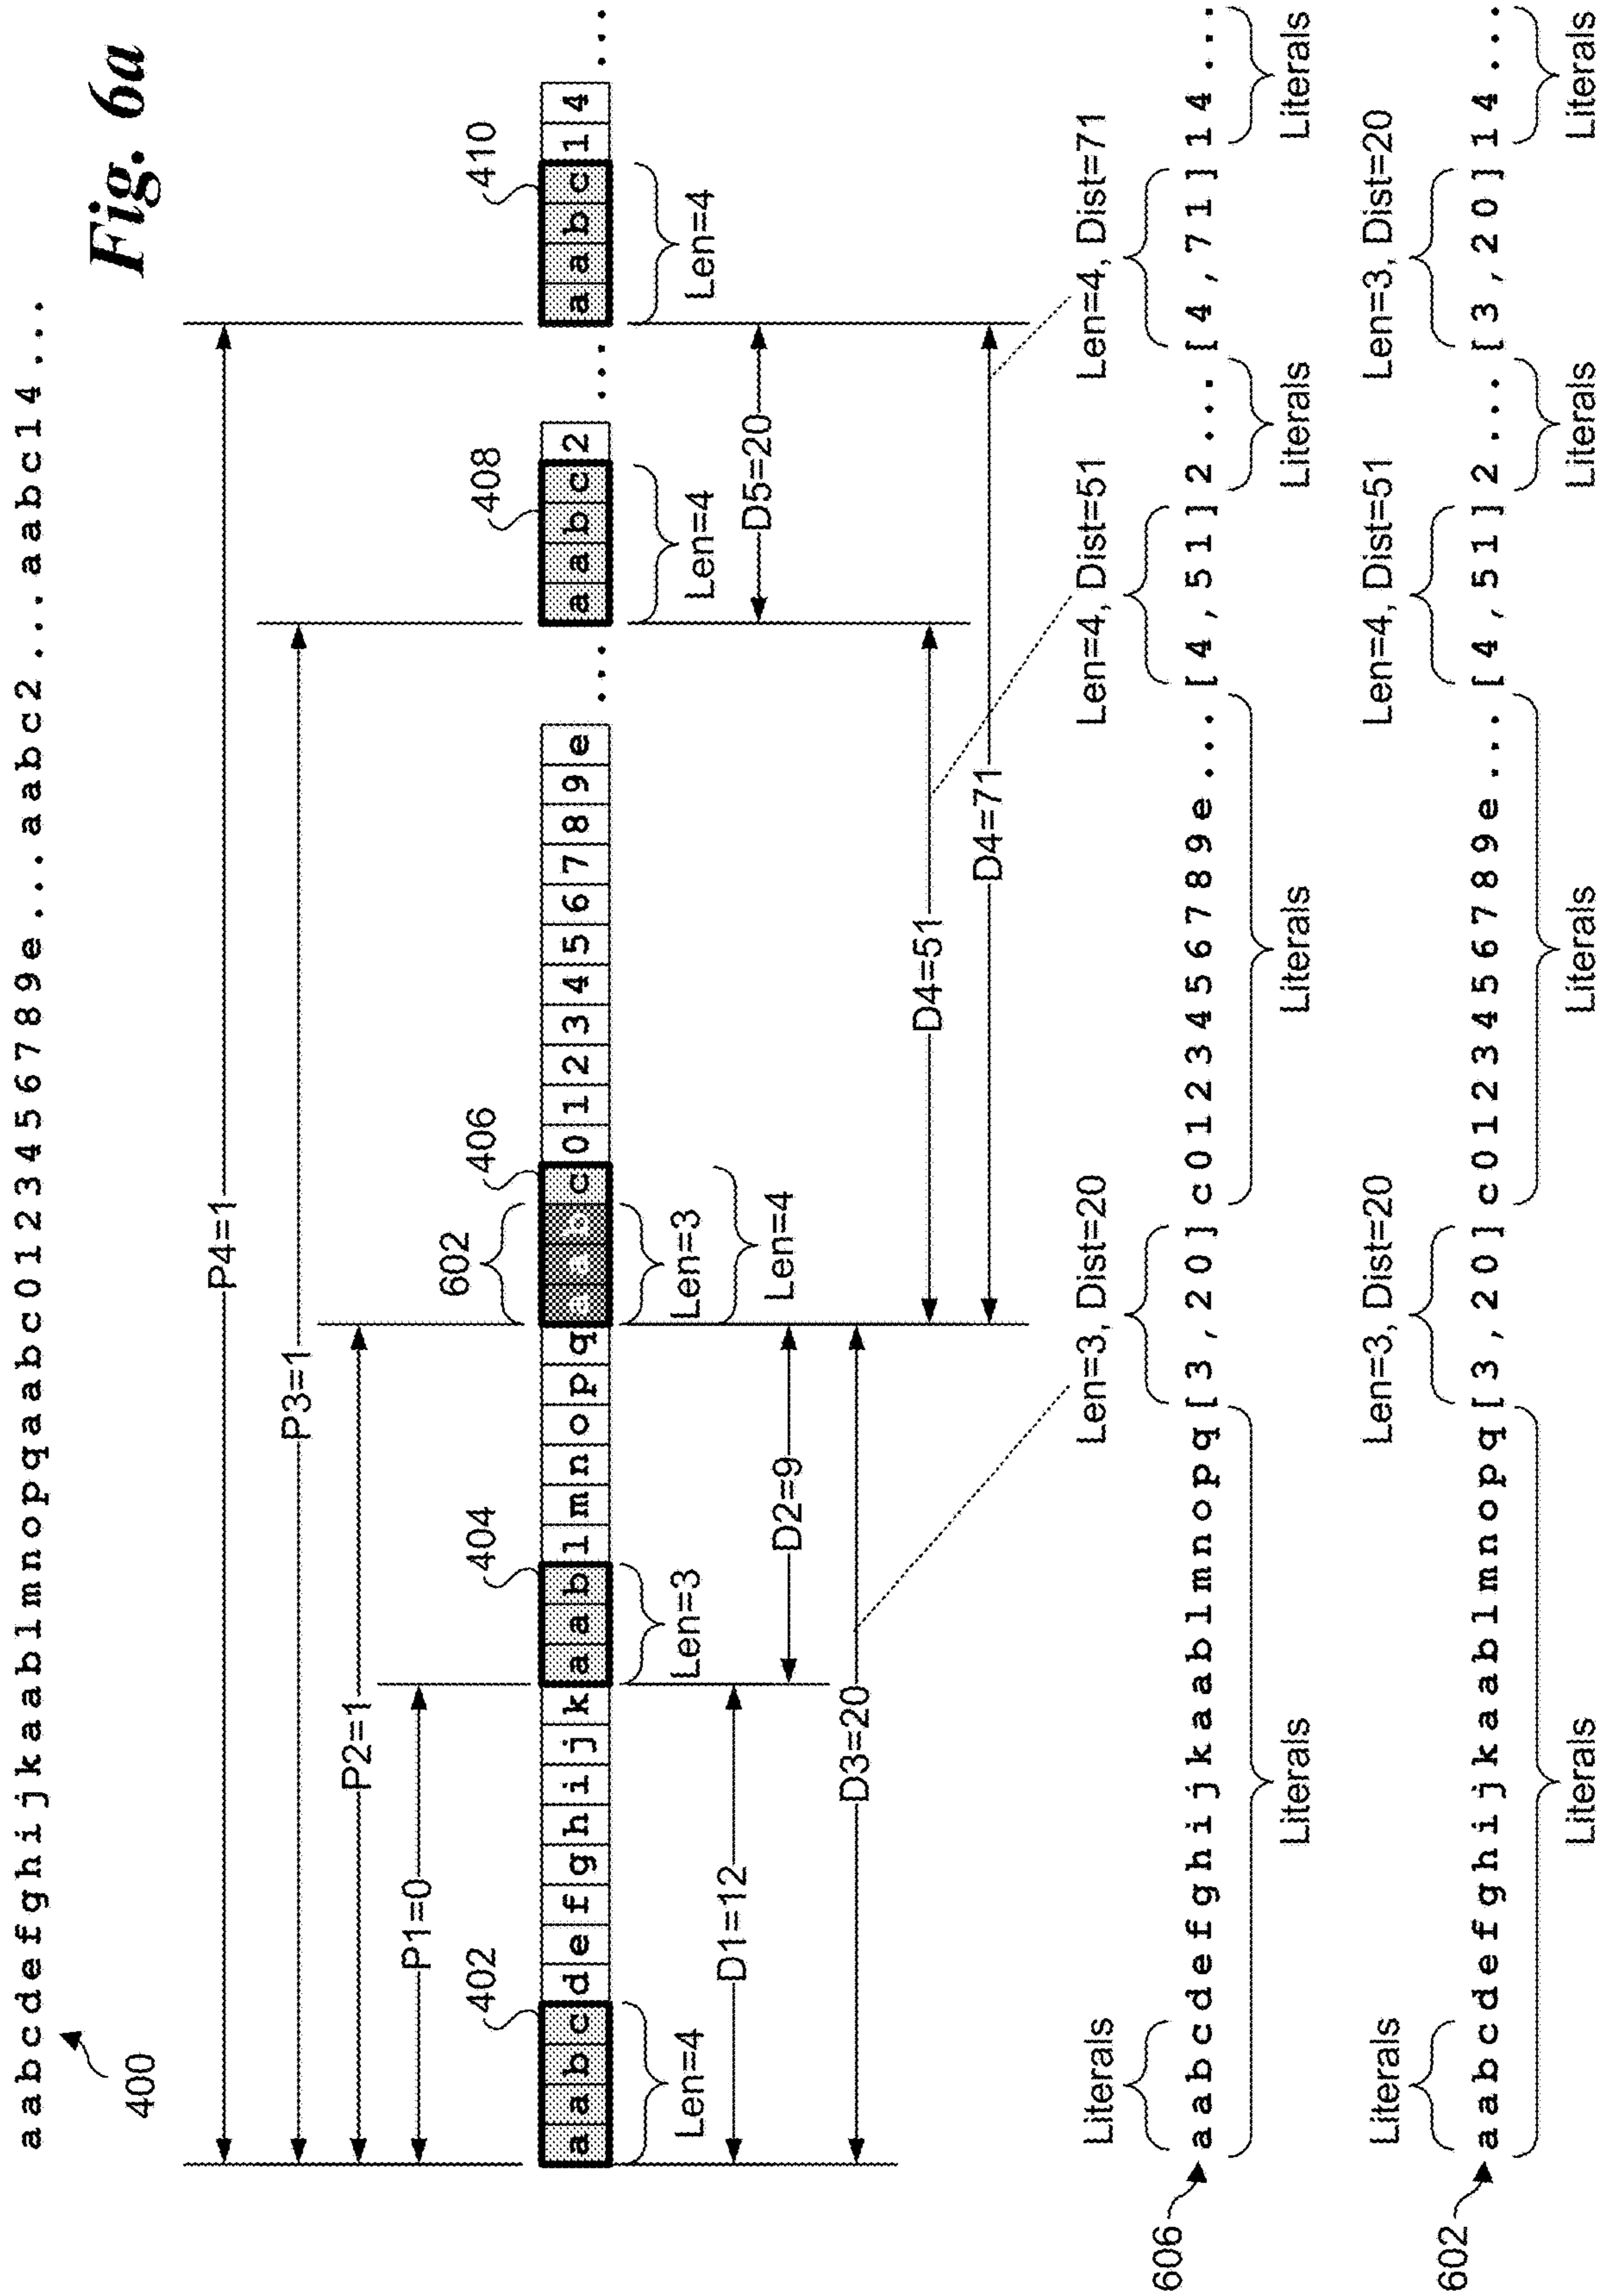 Fig. 6a
a a b c d e f g h i j k a a b l m n o p q a a b c 0 1 2 3 4 5 6 7 8 9 e . . . a a b c 2 . . . a a b c 1 4 . . .
400
P4=1
P3=1
P2=1
P1=0
402
404
602
406
408
410
a a b c d e f g h i j k a a b l m n o p q a a b c 0 1 2 3 4 5 6 7 8 9 e . . . a a b c 2 . . . a a b c 1 4 . . .
Len=4
Len=3
Len=3
Len=4
Len=4
Len=4
D1=12
D2=9
D5=20
D3=20
D4=51
D4=71
Literals
Len=3, Dist=20
Len=4, Dist=51
Len=4, Dist=71
606
a a b c d e f g h i j k a a b l m n o p q [ 3 , 2 0 ] c 0 1 2 3 4 5 6 7 8 9 e . . . [ 4 , 5 1 ] 2 . . . [ 4 , 7 1 ] 1 4 . . .
Literals
Literals
Literals
Literals
Literals
Len=3, Dist=20
Len=4, Dist=51
Len=3, Dist=20
602
a a b c d e f g h i j k a a b l m n o p q [ 3 , 2 0 ] c 0 1 2 3 4 5 6 7 8 9 e . . . [ 4 , 5 1 ] 2 . . . [ 3 , 2 0 ] 1 4 . . .
Literals
Literals
Literals
Literals